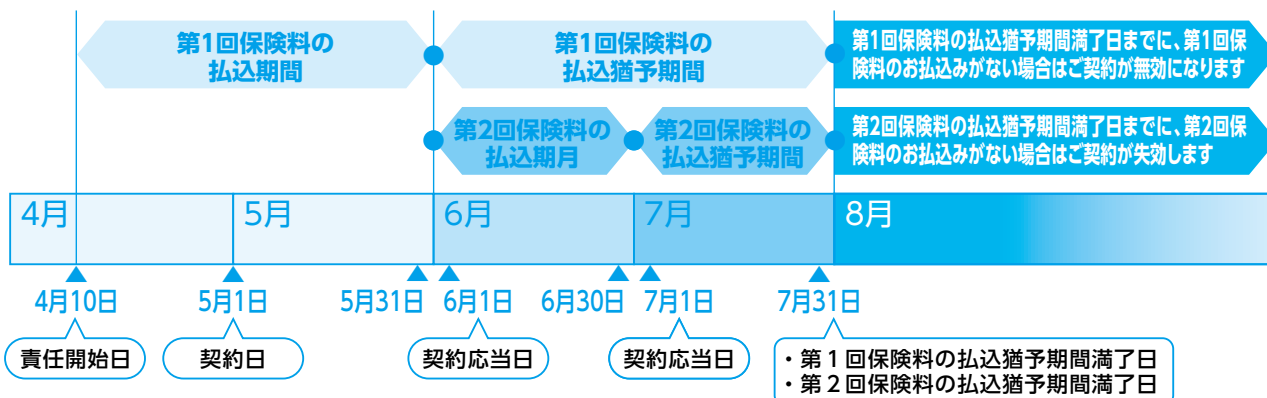 第1回保険料の
払込期間
第1回保険料の
払込猶予期間
第1回保険料の払込猶予期間満了日までに、第1回保
険料のお払込みがない場合はご契約が無効になります
第2回保険料の
払込期月
第2回保険料の
払込猶予期間
第2回保険料の払込猶予期間満了日までに、第2回保
険料のお払込みがない場合はご契約が失効します
4月 5月 6月 7月 8月
4月10日 5月1日 5月31日 6月1日 6月30日 7月1日 7月31日
責任開始日 契約日 契約応当日 契約応当日
・第1回保険料の払込猶予期間満了日
・第2回保険料の払込猶予期間満了日